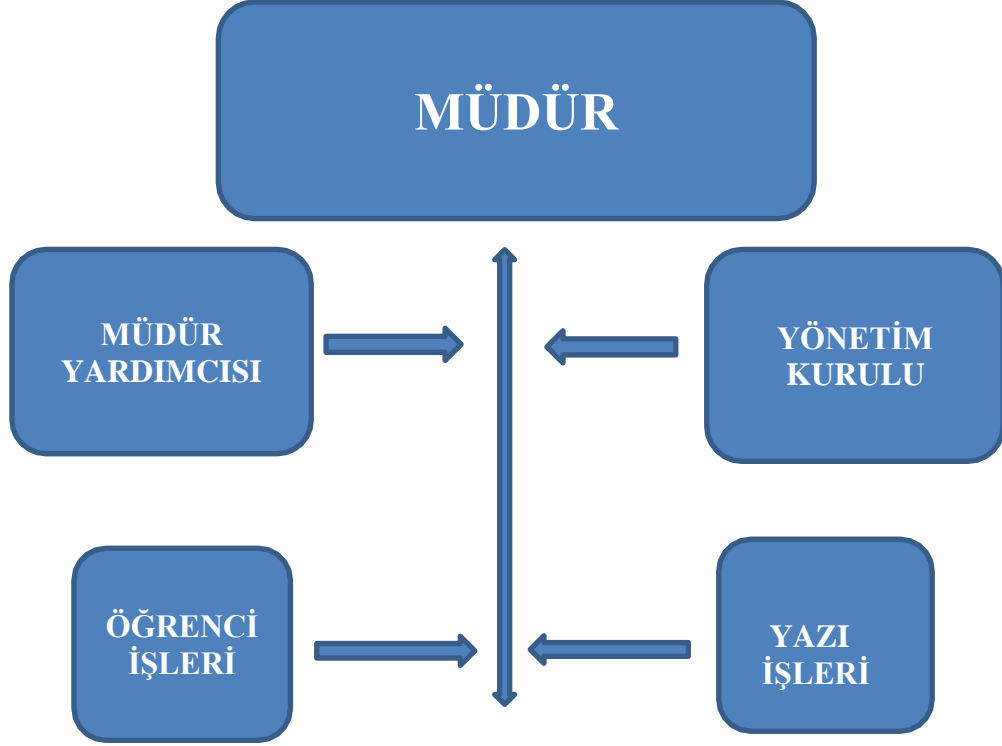 MÜDÜR
MÜDÜR
YARDIMCISI
YÖNETİM
KURULU
ÖĞRENCİ
İŞLERİ
YAZI
İŞLERİ